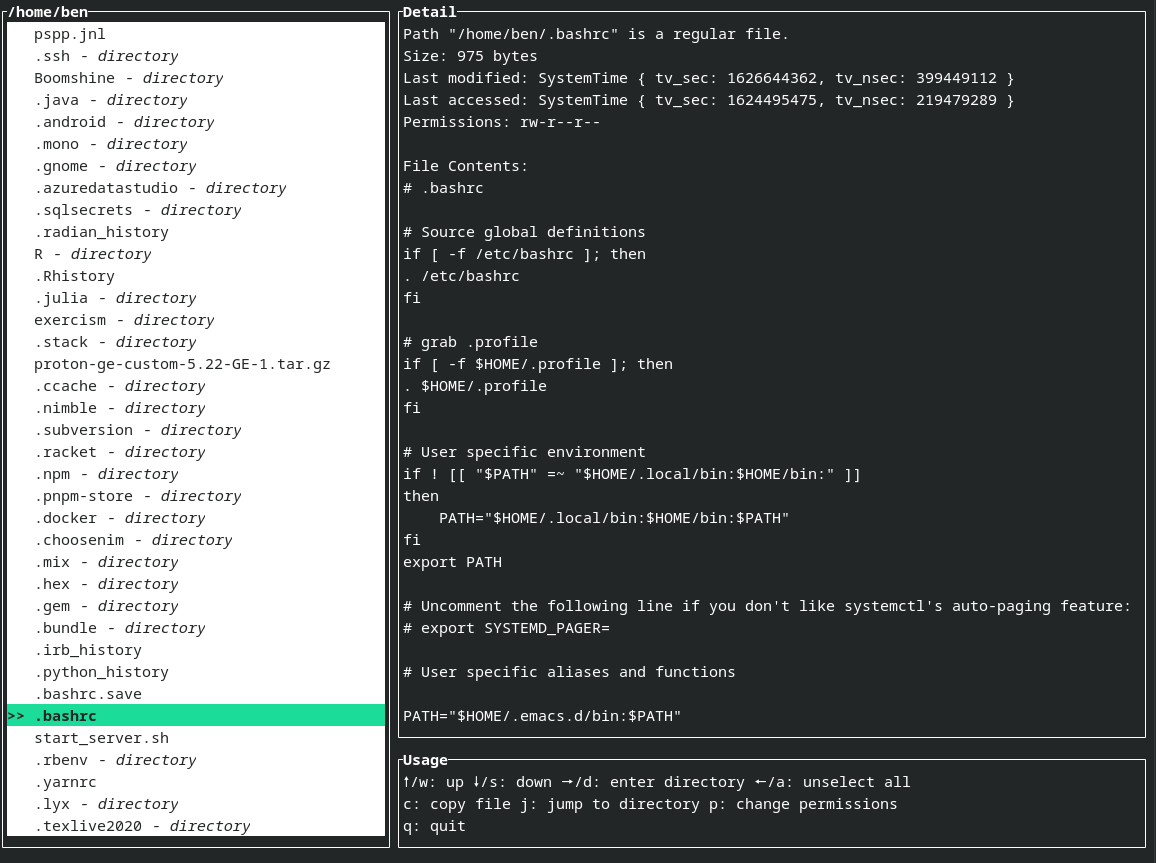 /home/ben
pspp.jnl
.ssh - directory
Boomshine - directory
.java - directory
.android - directory
.mono - directory
.gnome - directory
.azuredatastudio - directory
.sqlsecrets - directory
.radian_history
R - directory
.Rhistory
.julia - directory
exercism - directory
.stack - directory
proton-ge-custom-5.22-GE-1.tar.gz
.ccache - directory
.nimble - directory
.subversion - directory
.racket - directory
.npm - directory
.pnpm-store - directory
.docker - directory
.choosenim - directory
.mix - directory
.hex - directory
.gem - directory
.bundle - directory
.irb_history
.python_history
.bashrc.save
>> .bashrc
start_server.sh
.rbenv - directory
.yarnrc
.lyx - directory
.texlive2020 - directory
Detail
Path "/home/ben/.bashrc" is a regular file.
Size: 975 bytes
Last modified: SystemTime { tv_sec: 1626644362, tv_nsec: 399449112 }
Last accessed: SystemTime { tv_sec: 1624495475, tv_nsec: 219479289 }
Permissions: rw-r--r--
File Contents:
# .bashrc
# Source global definitions
if [ -f /etc/bashrc ]; then
. /etc/bashrc
fi
# grab .profile
if [ -f $HOME/.profile ]; then
. $HOME/.profile
fi
# User specific environment
if ! [[ "$PATH" =~ "$HOME/.local/bin:$HOME/bin:" ]]
then
    PATH="$HOME/.local/bin:$HOME/bin:$PATH"
fi
export PATH
# Uncomment the following line if you don't like systemctl's auto-paging feature:
# export SYSTEMD_PAGER=
# User specific aliases and functions
PATH="$HOME/.emacs.d/bin:$PATH"
Usage
↑/w: up ↓/s: down →/d: enter directory ←/a: unselect all
c: copy file j: jump to directory p: change permissions
q: quit